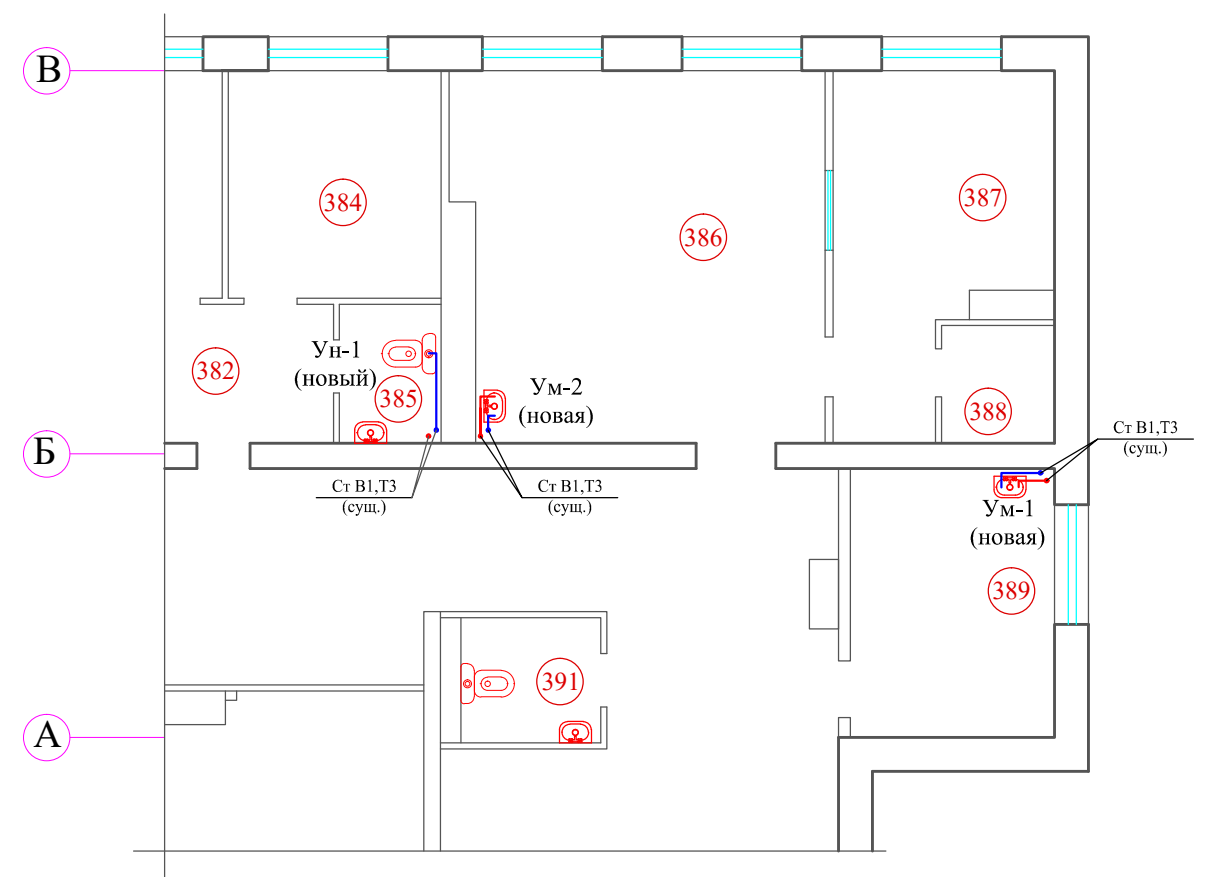 В
384
387
386
Ун-1
(новый)
382
385
Ум-2
(новая)
388
Ст В1,Т3
(сущ.)
Б
Ст В1,Т3
(сущ.)
Ст В1,Т3
(сущ.)
Ум-1
(новая)
389
391
А